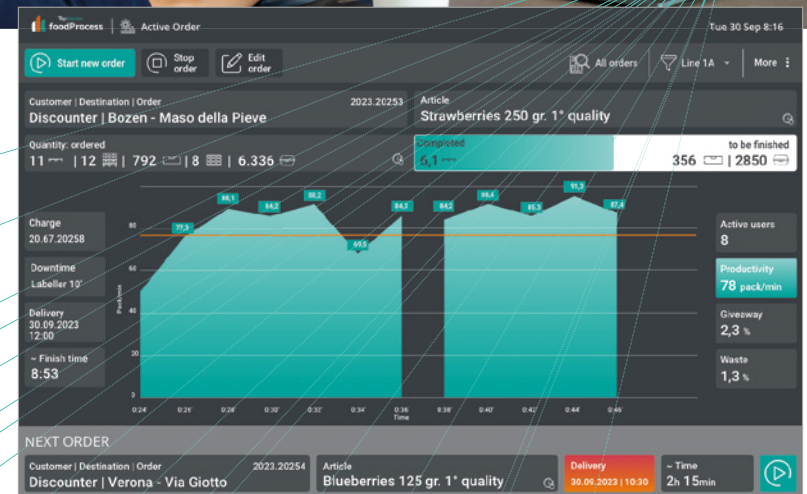 Top
foodProcess | Active Order
Tue 30 Sep 8:16
Start new order
Stop order
Edit order
All orders
Line 1A
More
Customer | Destination | Order
2023.20253
Discounter | Bozen - Maso della Pieve
Article
Strawberries 250 gr. 1° quality
Quantity: ordered
11 | 12 | 792 | 8 | 6.336
Completed
6,1
to be finished
356 | 2850
Charge
20.67.20258
Downtime
Labeller 10'
Delivery
30.09.2023
12:00
~ Finish time
8:53
Pack/min
80
60
40
20
0
77,3
88,1
84,2
88,2
69,5
84,3
84,2
88,4
85,3
91,3
87,4
0:24'
0:26'
0:28'
0:30'
0:32'
0:34'
0:36
0:38'
0:40'
0:42'
0:44'
0:46'
Time
Active users
8
Productivity
78 pack/min
Giveaway
2,3 %
Waste
1,3 %
NEXT ORDER
Customer | Destination | Order
2023.20254
Discounter | Verona - Via Giotto
Article
Blueberries 125 gr. 1° quality
Delivery
30.09.2023 | 10:30
~ Time
2h 15min